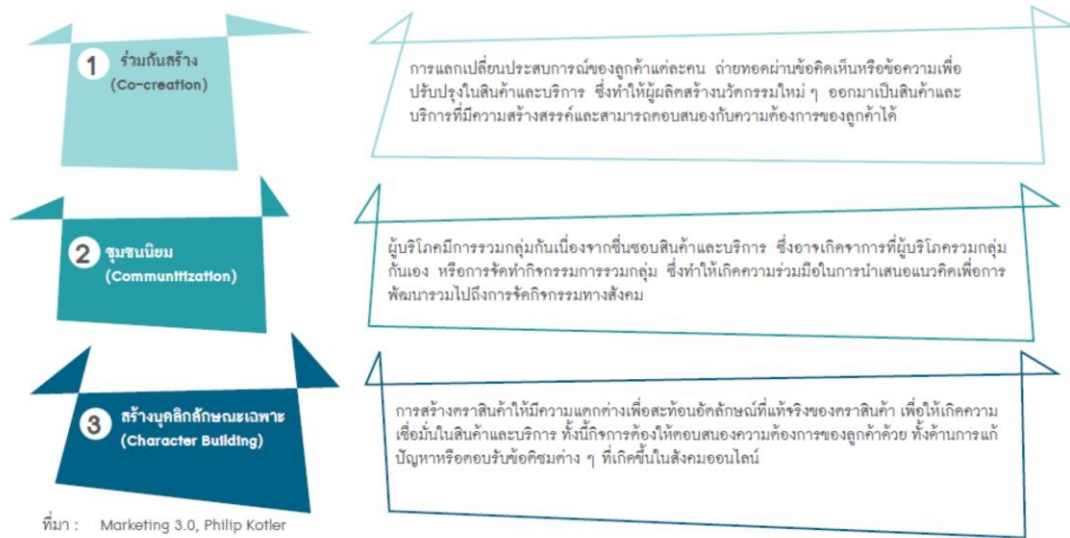 1 ร่วมกันสร้าง
(Co-creation)
การแลกเปลี่ยนประสบการณ์ของลูกค้าแต่ละคน ถ่ายทอดผ่านข้อคิดเห็นหรือข้อความเพื่อ
ปรับปรุงในสินค้าและบริการ ซึ่งทำให้ผู้ผลิตสร้างนวัตกรรมใหม่ ๆ ออกมาเป็นสินค้าและ
บริการที่มีความสร้างสรรค์และสามารถตอบสนองกับความต้องการของลูกค้าได้
2 ชุมชนนิยม
(Communitization)
ผู้บริโภคมีการรวมกลุ่มกันเนื่องจากชื่นชอบสินค้าและบริการ ซึ่งอาจเกิดจากการที่ผู้บริโภครวมกลุ่ม
กันเอง หรือการจัดทำกิจกรรมการรวมกลุ่ม ซึ่งทำให้เกิดความร่วมมือในการนำเสนอแนวคิดเพื่อการ
พัฒนารวมไปถึงการจัดกิจกรรมทางสังคม
3 สร้างบุคลิกลักษณะเฉพาะ
(Character Building)
การสร้างตราสินค้าให้มีความแตกต่างเพื่อสะท้อนอัตลักษณ์ที่แท้จริงของตราสินค้า เพื่อให้เกิดความ
เชื่อมั่นในสินค้าและบริการ ทั้งนี้กิจการต้องให้ตอบสนองความต้องการของลูกค้าด้วย ทั้งด้านการแก้
ปัญหาหรือตอบรับข้อติชมต่าง ๆ ที่เกิดขึ้นในสังคมออนไลน์
ที่มา : Marketing 3.0, Philip Kotler